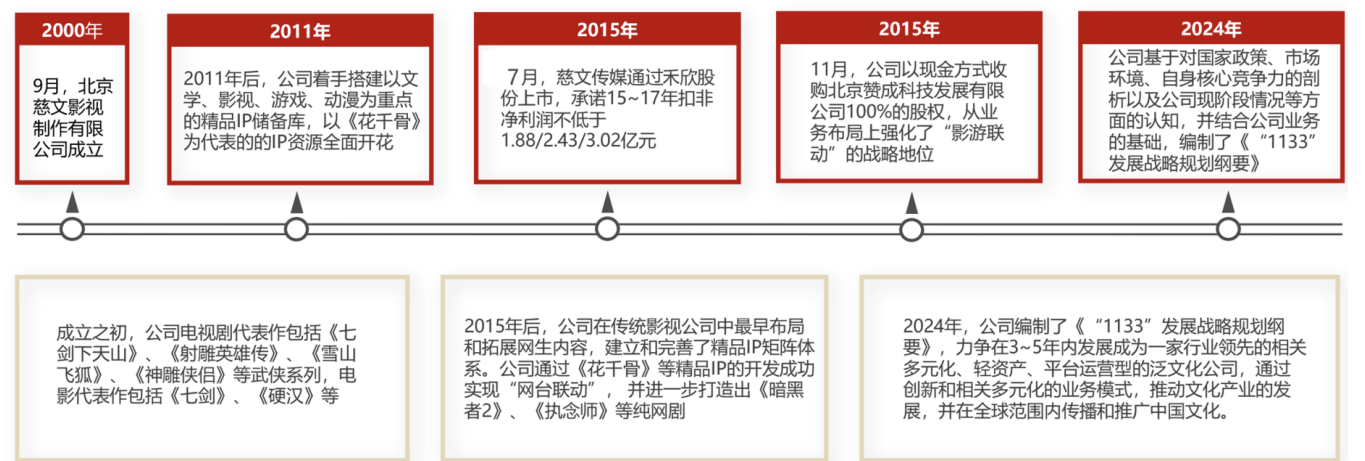 2000年
9月，北京
慈文影视
制作有限
公司成立
2011年
2011年后，公司着手搭建以文
学、影视、游戏、动漫为重点
的精品IP储备库，以《花千骨》
为代表的的IP资源全面开花
2015年
7月，慈文传媒通过禾欣股
份上市，承诺15~17年扣非
净利润不低于
1.88/2.43/3.02亿元
2015年
11月，公司以现金方式收
购北京赞成科技发展有限
公司100%的股权，从业
务布局上强化了“影游联
动”的战略地位
2024年
公司基于对国家政策、市场
环境、自身核心竞争力的剖
析以及公司现阶段情况等方
面的认知，并结合公司业务
的基础，编制了《“1133”
发展战略规划纲要》
成立之初，公司电视剧代表作包括《七
剑下天山》、《射雕英雄传》、《雪山
飞狐》、《神雕侠侣》等武侠系列，电
影代表作包括《七剑》、《硬汉》等
2015年后，公司在传统影视公司中最早布局
和拓展网生内容，建立和完善了精品IP矩阵体
系。公司通过《花千骨》等精品IP的开发成功
实现“网台联动”，并进一步打造出《暗黑
者2》、《执念师》等纯网剧
2024年，公司编制了《“1133”发展战略规划纲
要》，力争在3~5年内发展成为一家行业领先的相关
多元化、轻资产、平台运营型的泛文化公司，通过
创新和相关多元化的业务模式，推动文化产业的发
展，并在全球范围内传播和推广中国文化。